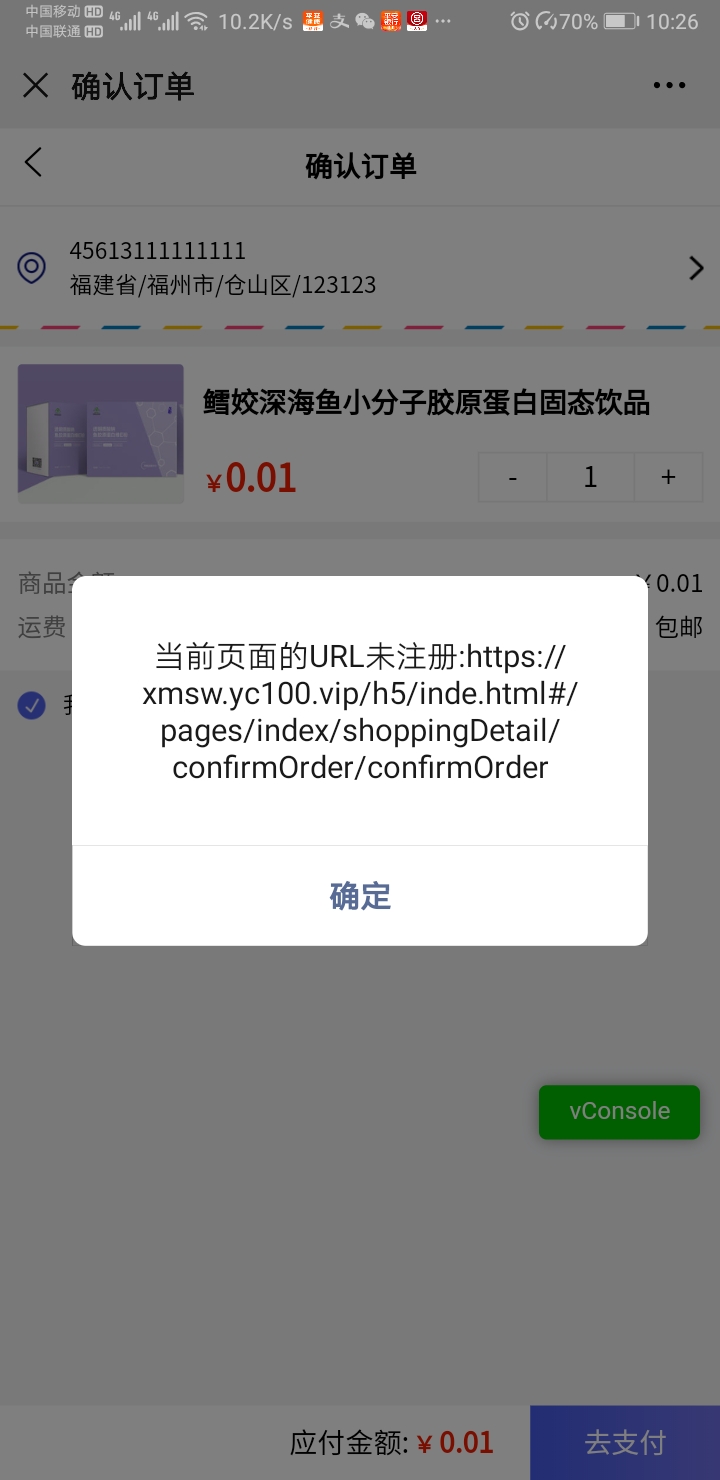 中国移动 HD 4G 4G 10.2K/s 70% 10:26
中国联通 HD
确认订单
确认订单
45613111111111
福建省/福州市/仓山区/123123
鳕姣深海鱼小分子胶原蛋白固态饮品
¥0.01
- 1 +
商品金额 ¥0.01
运费 包邮
当前页面的URL未注册:https://
xmsw.yc100.vip/h5/inde.html#/
pages/index/shoppingDetail/
confirmOrder/confirmOrder
确定
vConsole
应付金额: ¥0.01 去支付